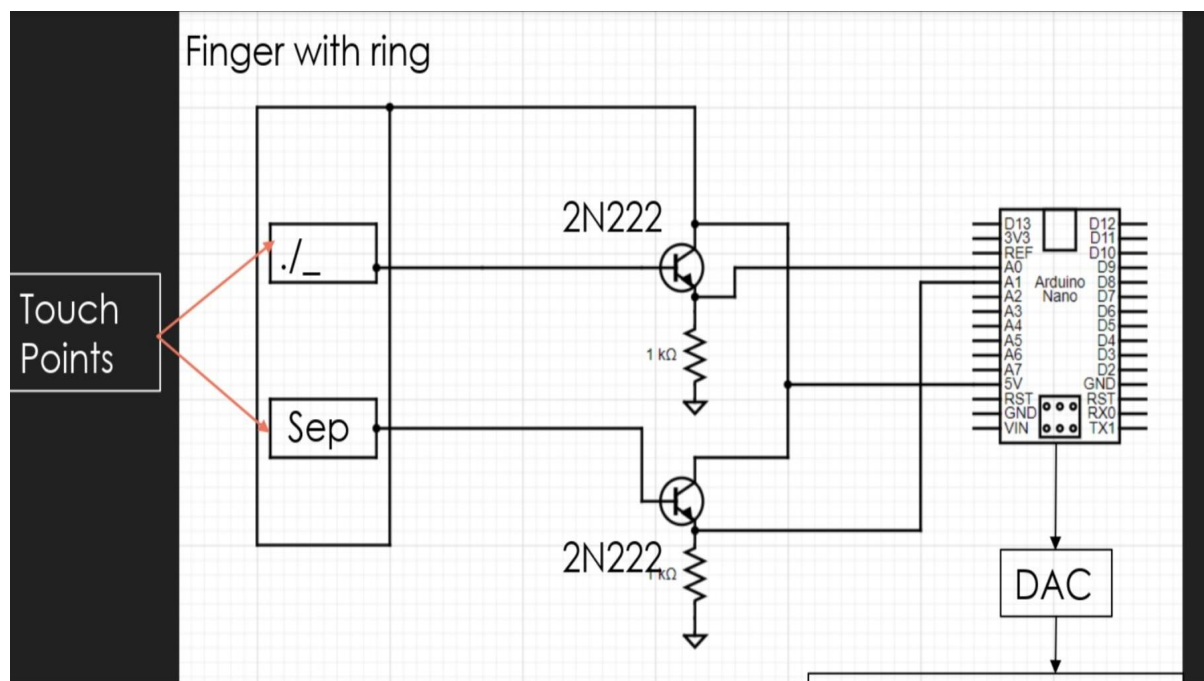 Finger with ring
2N222
./_
Touch
Points
1 kΩ
Sep
2N222
1 kΩ
D13
3V3
REF
A0
A1
A2
A3
A4
A5
A6
A7
5V
RST
GND
VIN
Arduino
Nano
D12
D11
D10
D9
D8
D7
D6
D5
D4
D3
D2
GND
RST
RX0
TX1
DAC